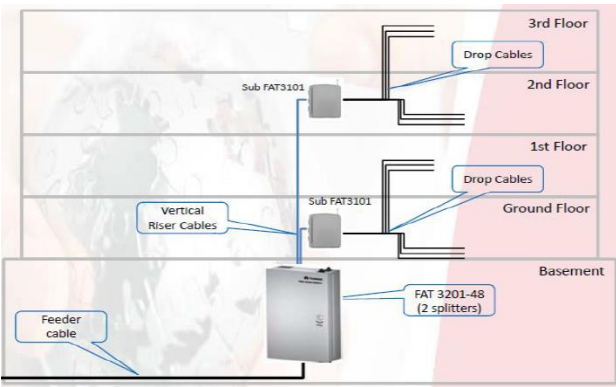 3rd Floor
Drop Cables
2nd Floor
Sub FAT3101
1st Floor
Drop Cables
Sub FAT3101
Vertical
Riser Cables
Ground Floor
Basement
FAT 3201-48
(2 splitters)
Feeder
cable